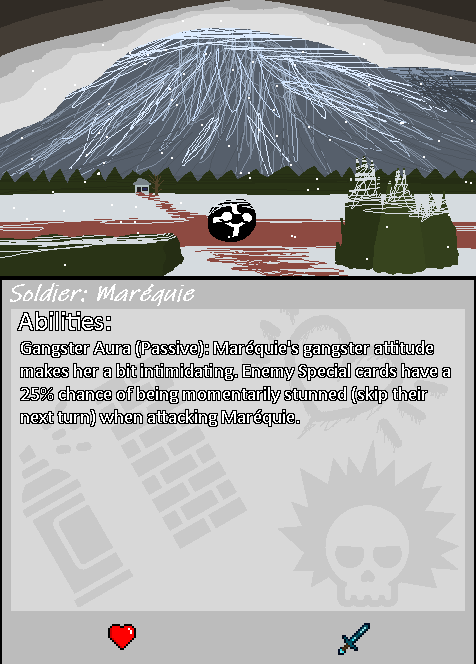 Soldier: Maréquie
Abilities:
Gangster Aura (Passive): Maréquie's gangster attitude
makes her a bit intimidating. Enemy Special cards have a
25% chance of being momentarily stunned (skip their
next turn) when attacking Maréquie.